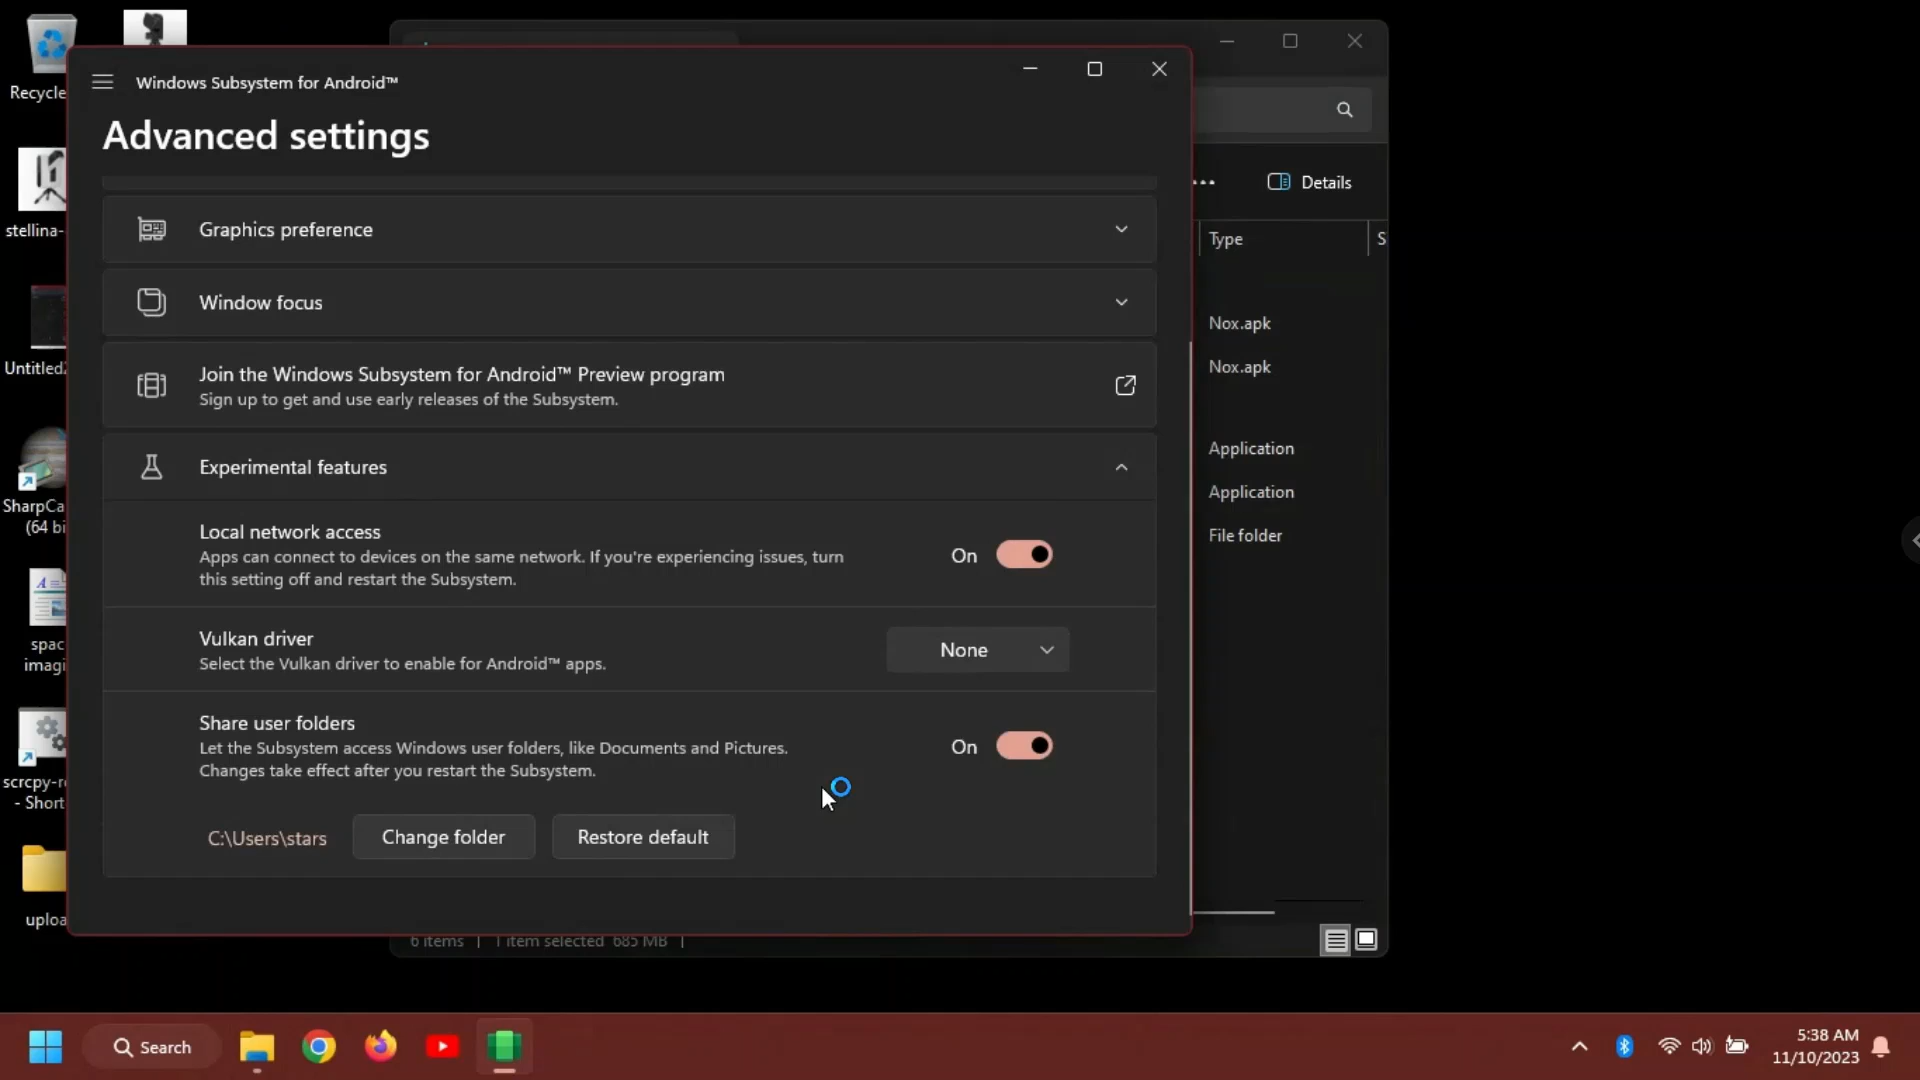 Recycle
stellina-
Untitled2
SharpCa
(64 bi
spac
imagi
scrcpy-r
- Short
uploa
Windows Subsystem for Android™
Advanced settings
Graphics preference
Window focus
Join the Windows Subsystem for Android™ Preview program
Sign up to get and use early releases of the Subsystem.
Experimental features
Local network access
Apps can connect to devices on the same network. If you're experiencing issues, turn
this setting off and restart the Subsystem.
On
Vulkan driver
Select the Vulkan driver to enable for Android™ apps.
None
Share user folders
Let the Subsystem access Windows user folders, like Documents and Pictures.
Changes take effect after you restart the Subsystem.
On
C:\Users\stars
Change folder
Restore default
Details
Type
S
Nox.apk
Nox.apk
Application
Application
File folder
6 items | 1 item selected 685 MB |
Search
5:38 AM
11/10/2023